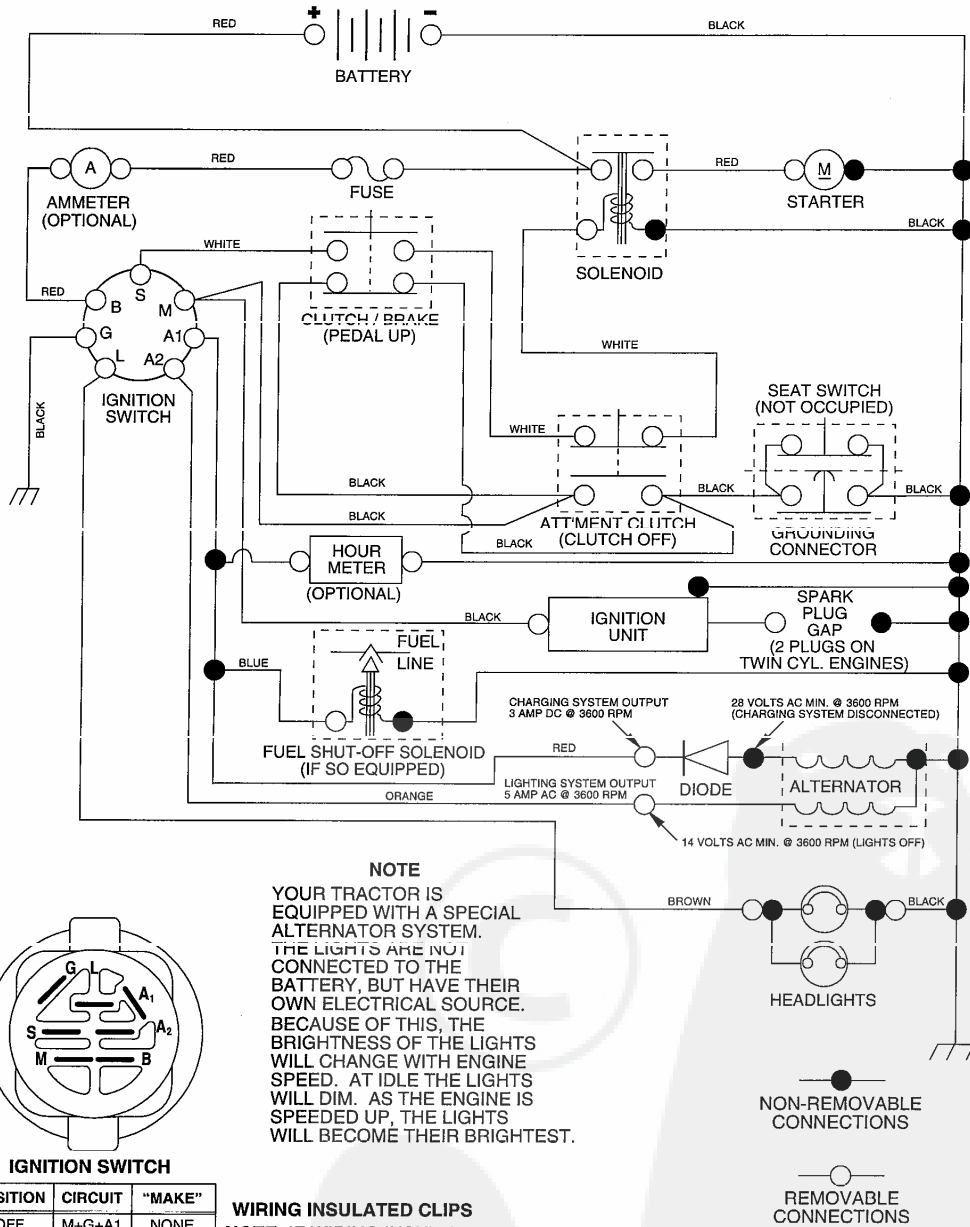 +
-
RED
BLACK
BATTERY
A
RED
FUSE
RED
M
STARTER
AMMETER
(OPTIONAL)
BLACK
SOLENOID
WHITE
RED
S
B
M
G
A1
L
A2
CLUTCH / BRAKE
(PEDAL UP)
WHITE
IGNITION
SWITCH
BLACK
SEAT SWITCH
(NOT OCCUPIED)
WHITE
BLACK
BLACK
BLACK
BLACK
BLACK
ATT'MENT CLUTCH
(CLUTCH OFF)
GROUNDING
CONNECTOR
HOUR
METER
(OPTIONAL)
BLACK
IGNITION
UNIT
SPARK
PLUG
GAP
(2 PLUGS ON
TWIN CYL. ENGINES)
FUEL
LINE
BLUE
FUEL SHUT-OFF SOLENOID
(IF SO EQUIPPED)
CHARGING SYSTEM OUTPUT
3 AMP DC @ 3600 RPM
28 VOLTS AC MIN. @ 3600 RPM
(CHARGING SYSTEM DISCONNECTED)
RED
DIODE
ALTERNATOR
LIGHTING SYSTEM OUTPUT
5 AMP AC @ 3600 RPM
ORANGE
14 VOLTS AC MIN. @ 3600 RPM (LIGHTS OFF)
BROWN
BLACK
HEADLIGHTS
NOTE
YOUR TRACTOR IS
EQUIPPED WITH A SPECIAL
ALTERNATOR SYSTEM.
THE LIGHTS ARE NOT
CONNECTED TO THE
BATTERY, BUT HAVE THEIR
OWN ELECTRICAL SOURCE.
BECAUSE OF THIS, THE
BRIGHTNESS OF THE LIGHTS
WILL CHANGE WITH ENGINE
SPEED. AT IDLE THE LIGHTS
WILL DIM. AS THE ENGINE IS
SPEEDED UP, THE LIGHTS
WILL BECOME THEIR BRIGHTEST.
G L
A1
S
A2
M
B
IGNITION SWITCH
NON-REMOVABLE
CONNECTIONS
REMOVABLE
CONNECTIONS
SITION CIRCUIT "MAKE"
OFF M+G+A1 NONE
WIRING INSULATED CLIPS